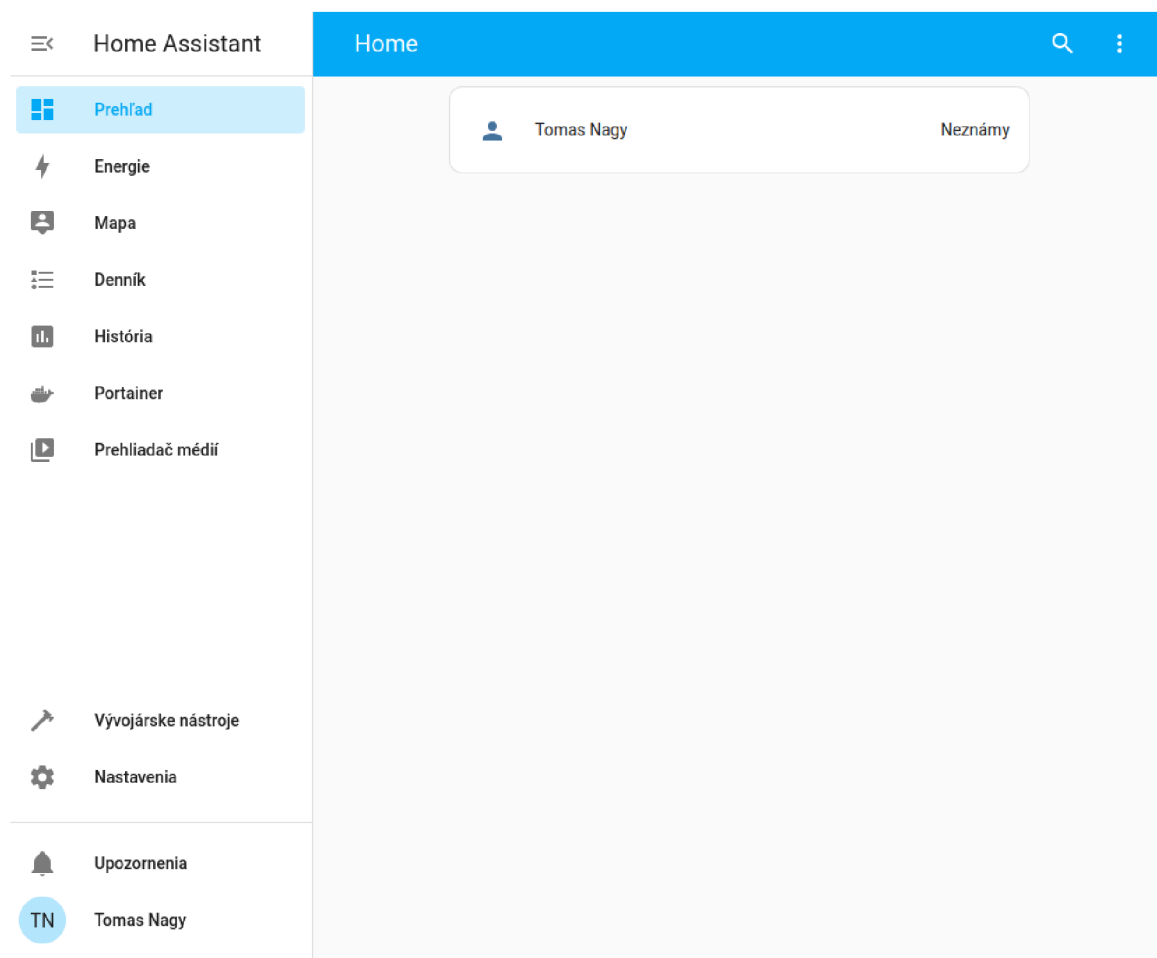 Home Assistant
Home
Prehľad
Tomas Nagy
Neznámy
Energie
Mapa
Denník
História
Portainer
Prehliadač médií
Vývojárske nástroje
Nastavenia
Upozornenia
TN
Tomas Nagy